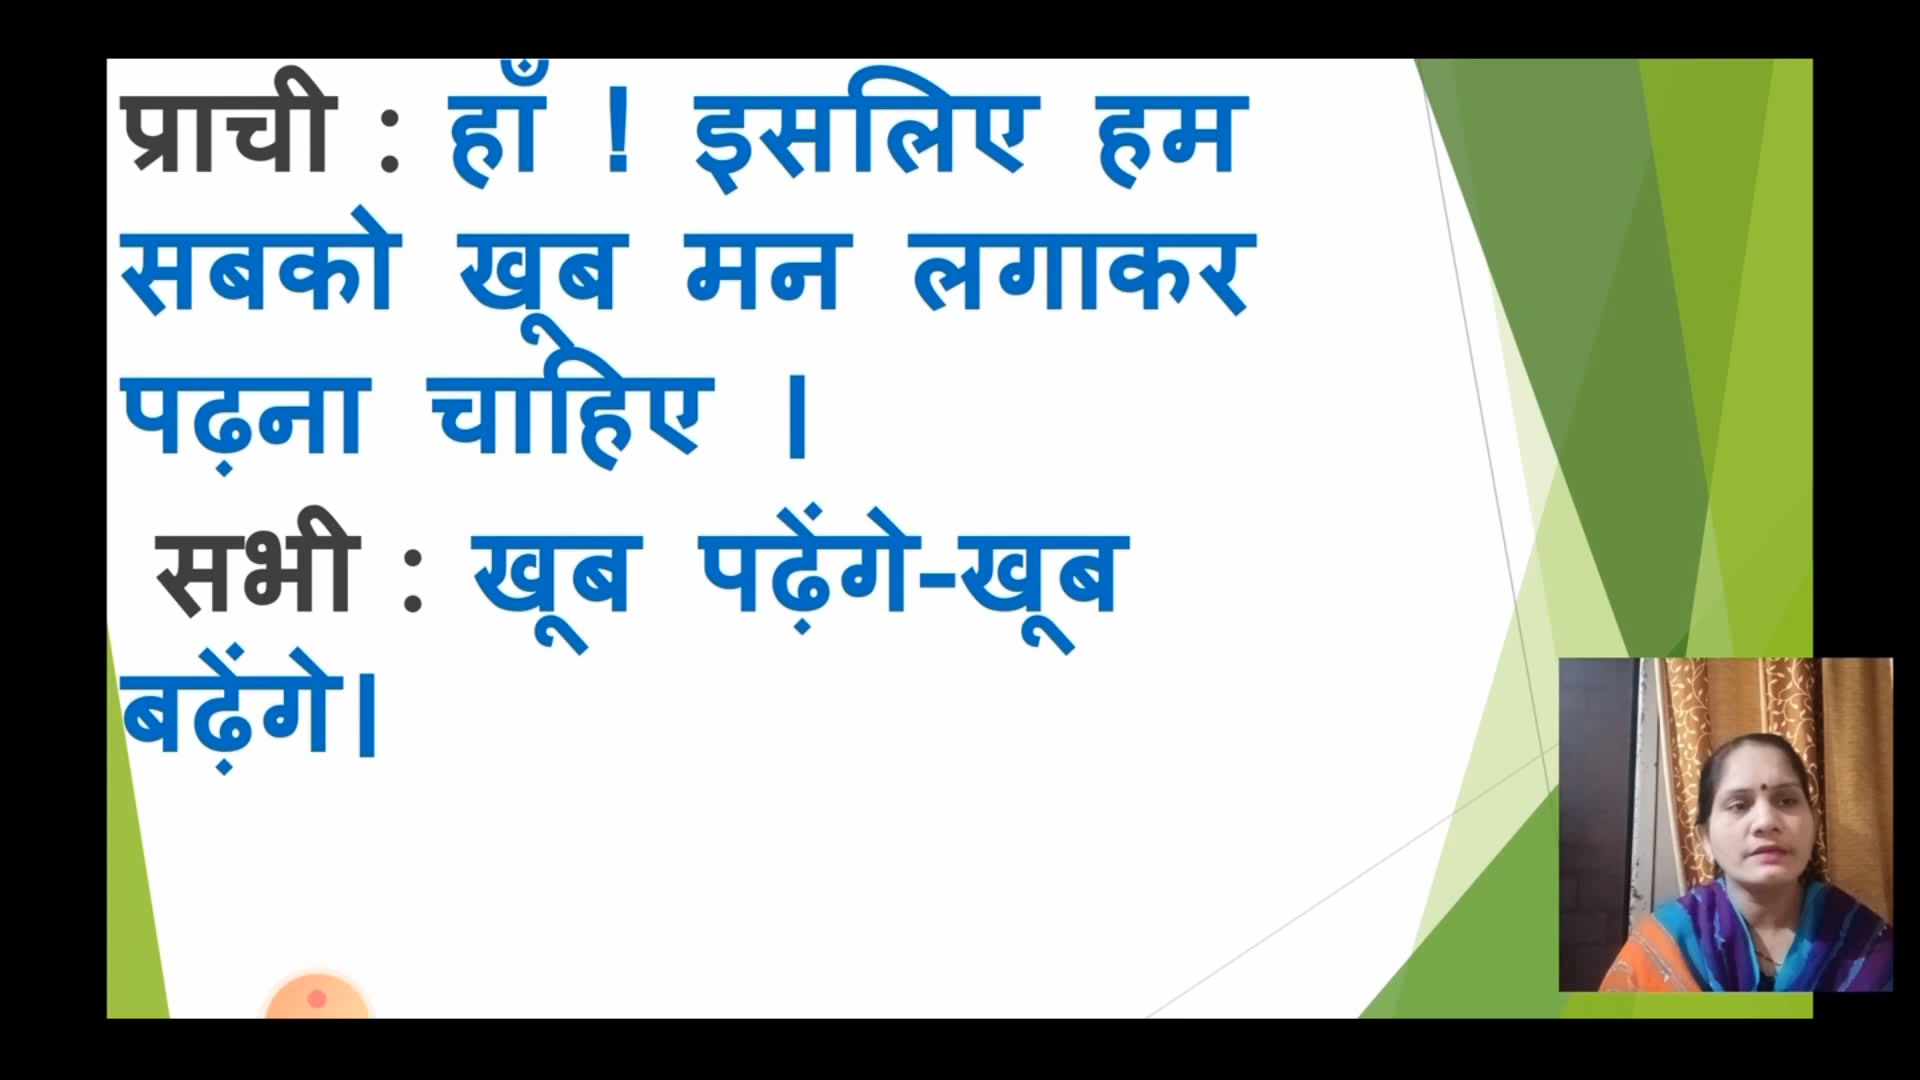 प्राची : हाँ ! इसलिए हम
सबको खूब मन लगाकर
पढ़ना चाहिए ।
सभी : खूब पढ़ेंगे-खूब
बढ़ेंगे।